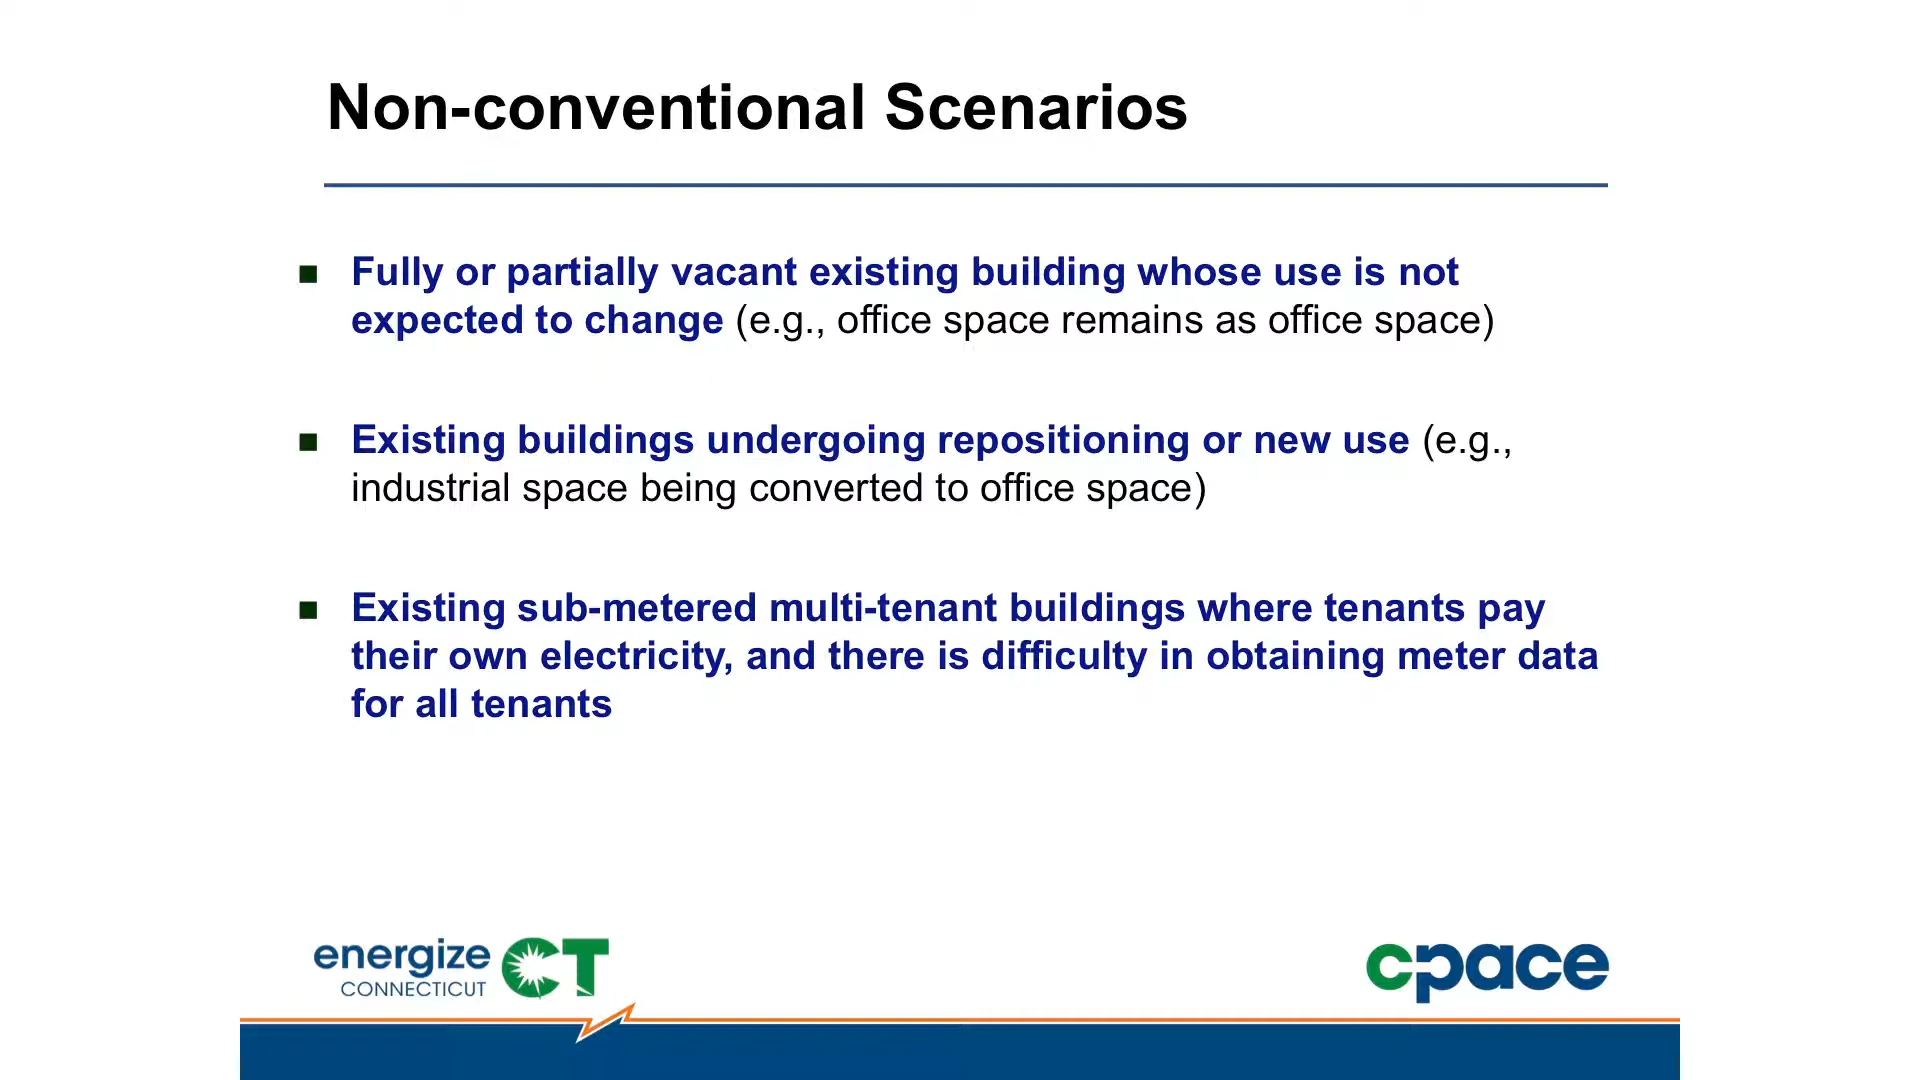 Non-conventional Scenarios
Fully or partially vacant existing building whose use is not
expected to change (e.g., office space remains as office space)
Existing buildings undergoing repositioning or new use (e.g.,
industrial space being converted to office space)
Existing sub-metered multi-tenant buildings where tenants pay
their own electricity, and there is difficulty in obtaining meter data
for all tenants
energize CT
CONNECTICUT
cpace